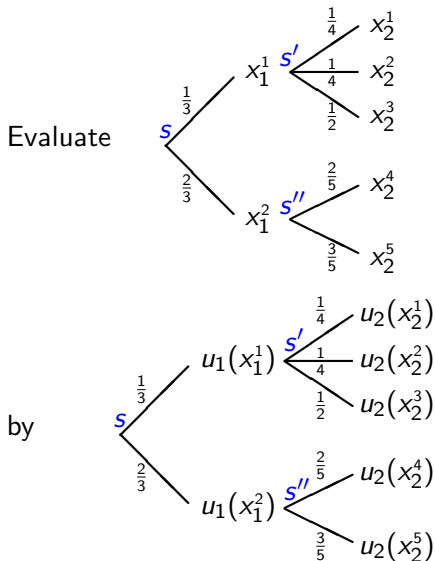 1/4 x_2^1
s′
1/3 x_1^1 1/4 x_2^2
1/2 x_2^3
Evaluate s
2/3 2/5 x_2^4
x_1^2 s″
3/5 x_2^5
1/4 u_2(x_2^1)
s′
1/3 u_1(x_1^1) 1/4 u_2(x_2^2)
1/2 u_2(x_2^3)
by s
2/3 2/5 u_2(x_2^4)
u_1(x_1^2) s″
3/5 u_2(x_2^5)